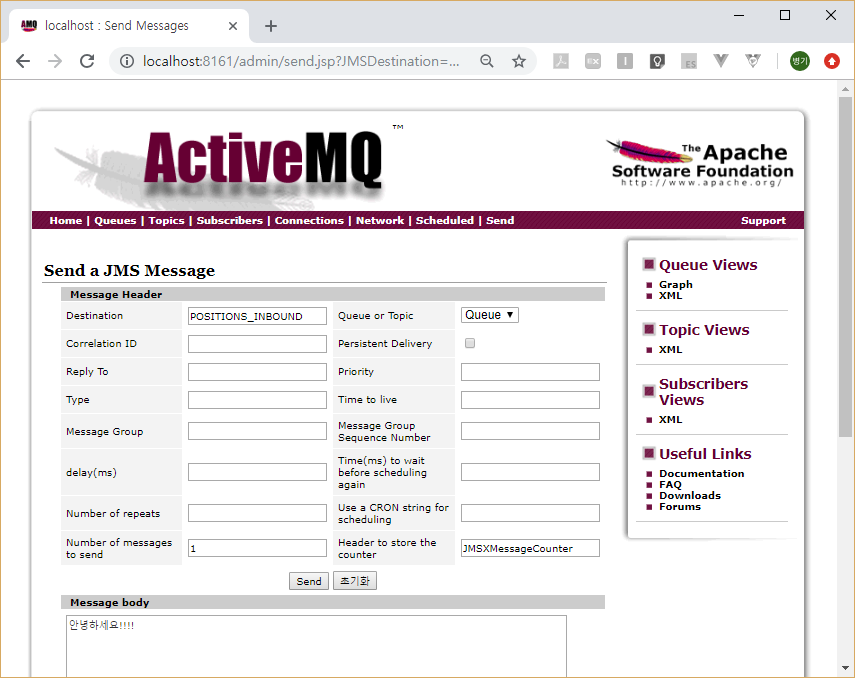 localhost : Send Messages
localhost:8161/admin/send.jsp?JMSDestination=...
병기
ActiveMQ ™
The Apache
Software Foundation
http://www.apache.org/
Home | Queues | Topics | Subscribers | Connections | Network | Scheduled | Send
Support
Send a JMS Message
Message Header
Destination POSITIONS_INBOUND Queue or Topic Queue
Correlation ID Persistent Delivery
Reply To Priority
Type Time to live
Message Group Message Group
Sequence Number
delay(ms) Time(ms) to wait
before scheduling
again
Number of repeats Use a CRON string for
scheduling
Number of messages
to send 1 Header to store the
counter JMSXMessageCounter
Send 초기화
Message body
안녕하세요!!!!
Queue Views
Graph
XML
Topic Views
XML
Subscribers
Views
XML
Useful Links
Documentation
FAQ
Downloads
Forums